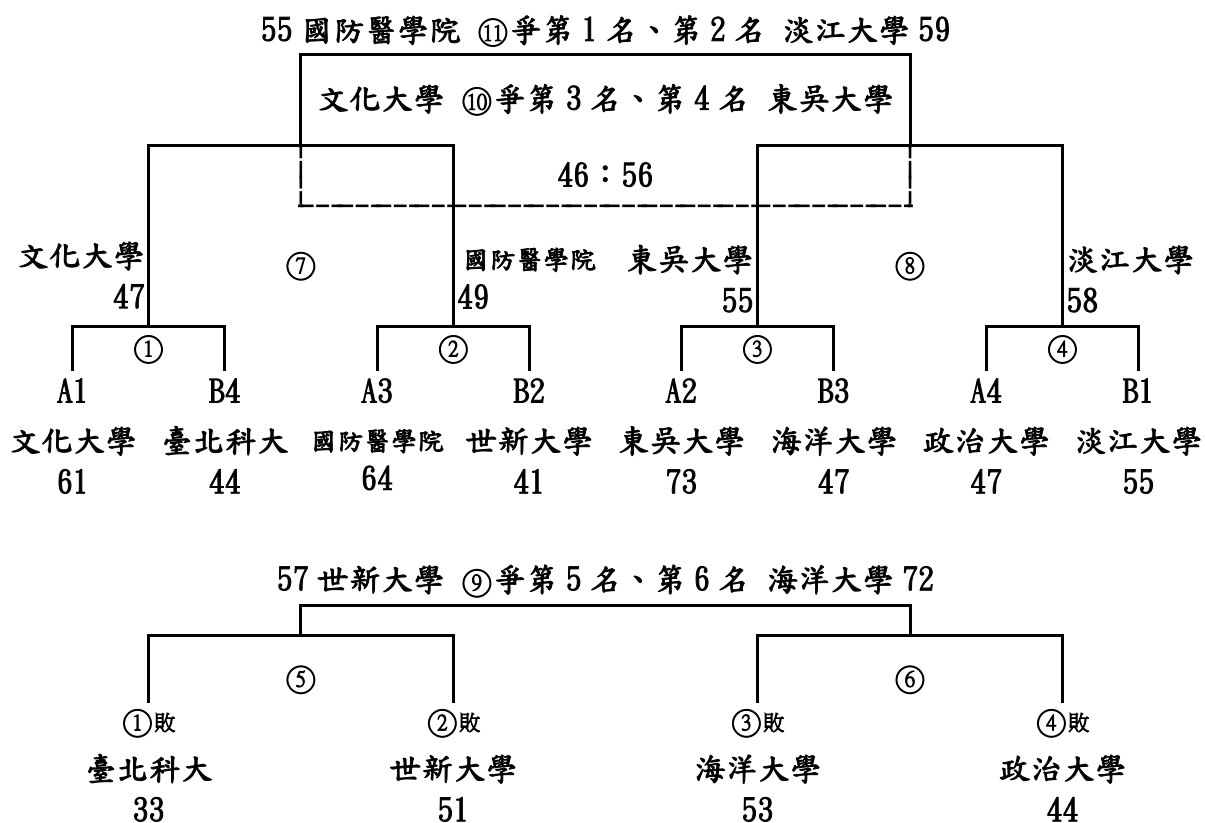 55 國防醫學院 ⑪爭第 1 名、第 2 名 淡江大學 59
文化大學 ⑩爭第 3 名、第 4 名 東吳大學
46：56
文化大學 ⑦ 國防醫學院 東吳大學 ⑧ 淡江大學
47 49 55 58
① ② ③ ④
A1 B4 A3 B2 A2 B3 A4 B1
文化大學 臺北科大 國防醫學院 世新大學 東吳大學 海洋大學 政治大學 淡江大學
61 44 64 41 73 47 47 55
57 世新大學 ⑨爭第 5 名、第 6 名 海洋大學 72
⑤ ⑥
①敗 ②敗 ③敗 ④敗
臺北科大 世新大學 海洋大學 政治大學
33 51 53 44